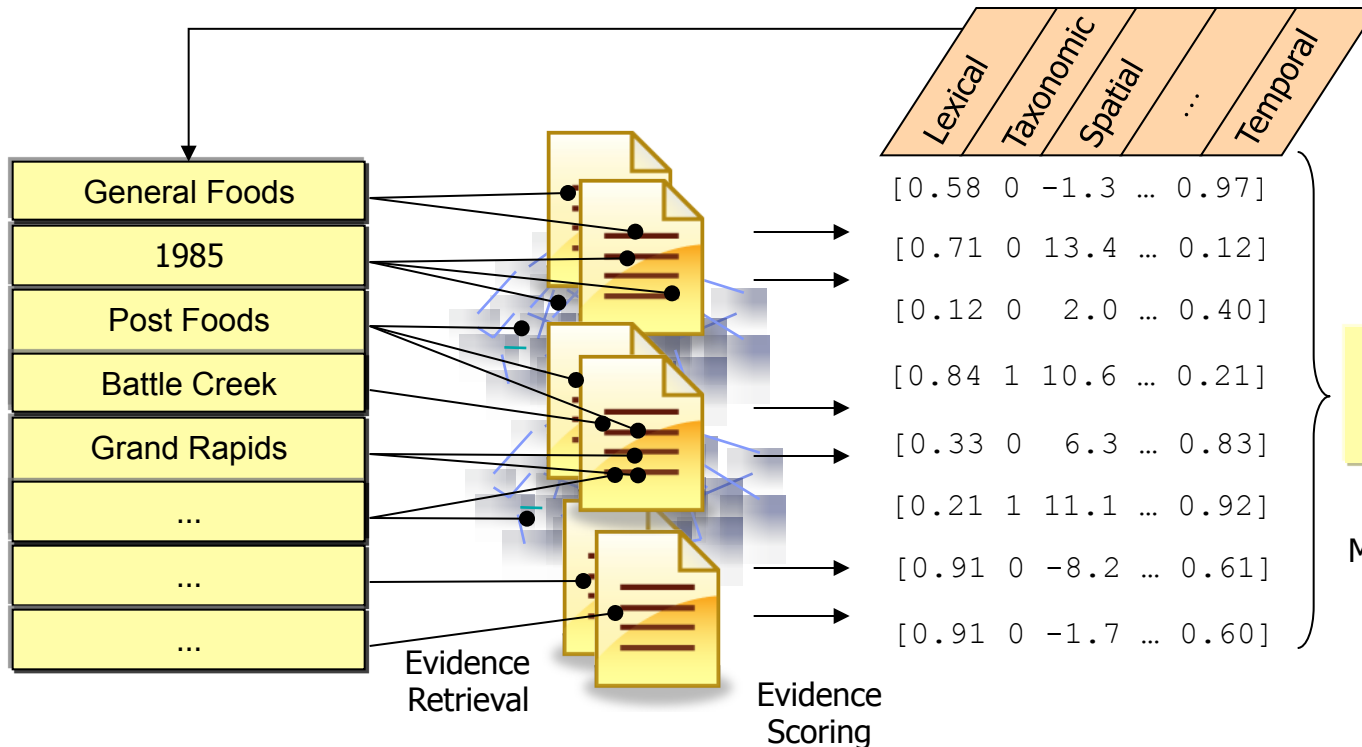 Lexical
Taxonomic
Spatial
...
Temporal
General Foods
1985
Post Foods
Battle Creek
Grand Rapids
...
...
...
Evidence
Retrieval
Evidence
Scoring
[0.58 0 -1.3 … 0.97]
[0.71 0 13.4 … 0.12]
[0.12 0 2.0 … 0.40]
[0.84 1 10.6 … 0.21]
[0.33 0 6.3 … 0.83]
[0.21 1 11.1 … 0.92]
[0.91 0 -8.2 … 0.61]
[0.91 0 -1.7 … 0.60]
M